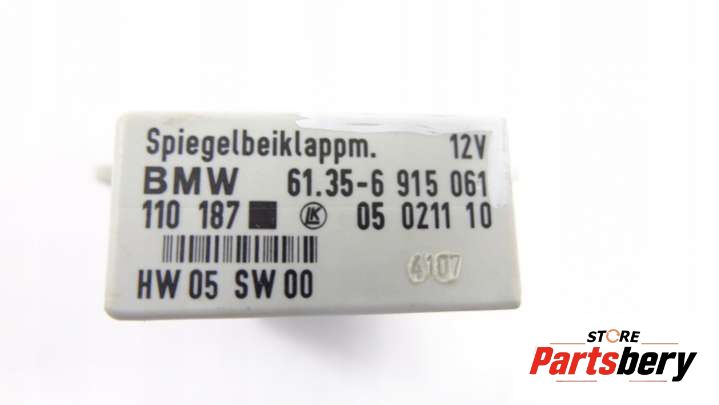 Spiegelbeiklappm. 12V
BMW 61.35-6 915 061
110 187 LK 05 0211 10
HW 05 SW 00
4107
STORE
Partsbery